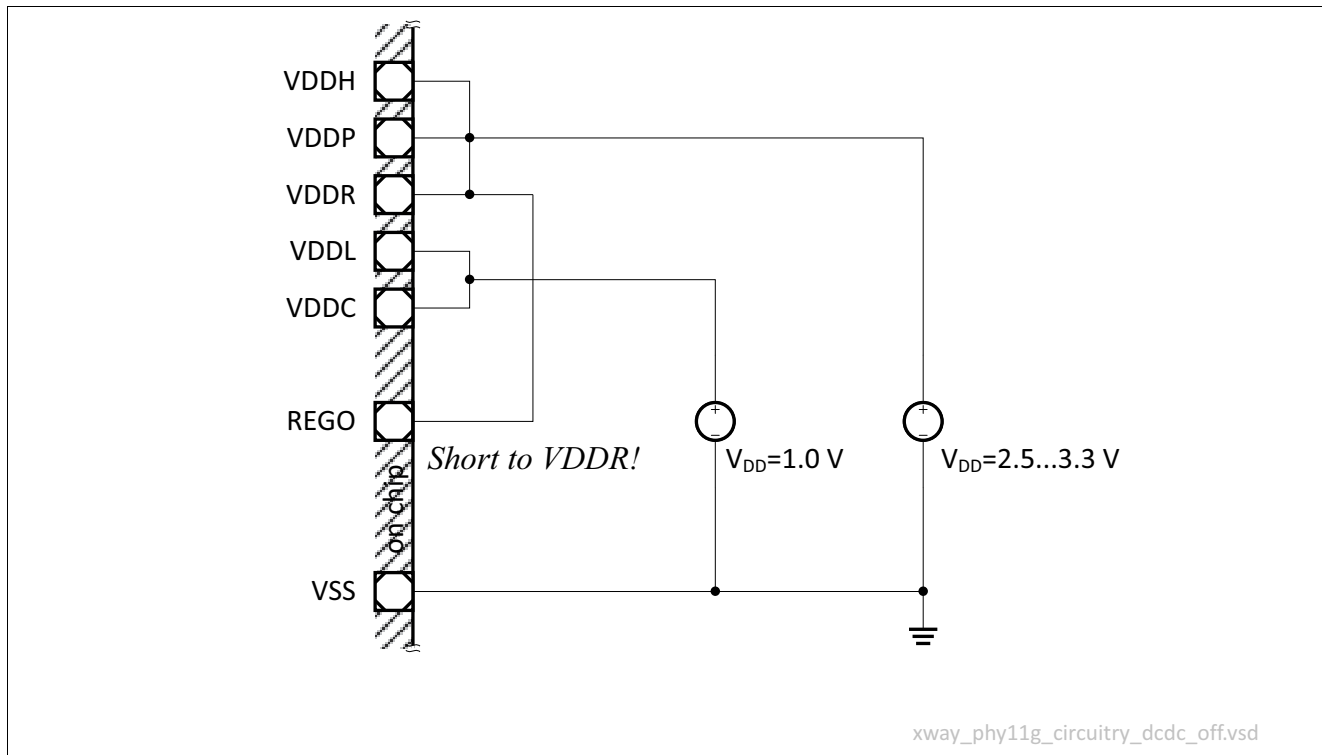 VDDH
VDDP
VDDR
VDDL
VDDC
REGO
Short to VDDR!
+
−
VDD=1.0 V
+
−
VDD=2.5...3.3 V
on chip
VSS
xway_phy11g_circuitry_dcdc_off.vsd